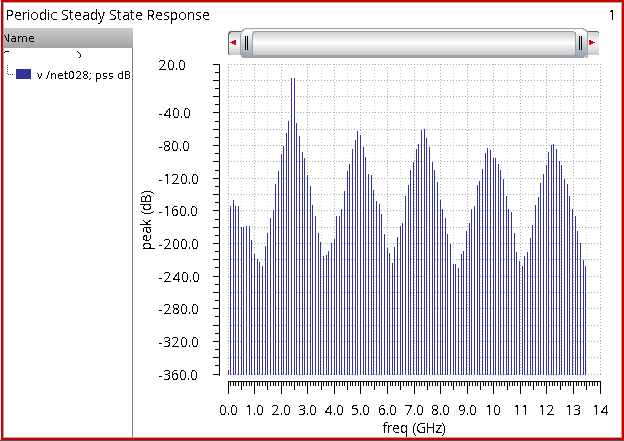 Periodic Steady State Response 1
Name
v /net028; pss dB
20.0
-40.0
-80.0
-120.0
-160.0
-200.0
-240.0
-280.0
-320.0
-360.0
peak (dB)
0.0 1.0 2.0 3.0 4.0 5.0 6.0 7.0 8.0 9.0 10 11 12 13 14
freq (GHz)